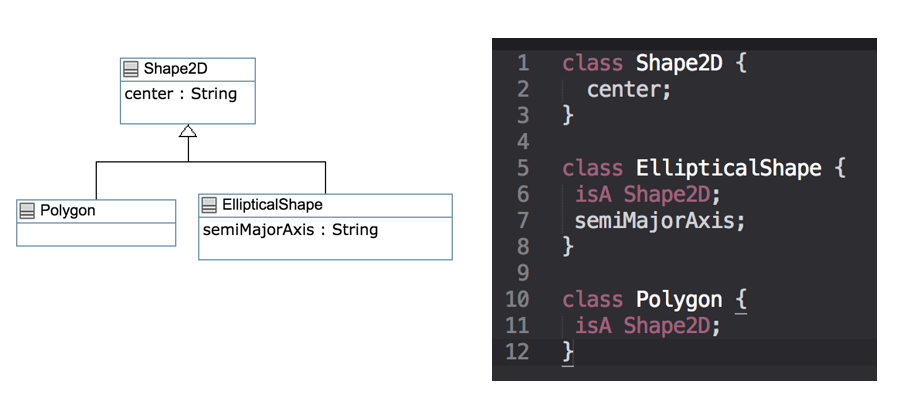 Shape2D
center : String
Polygon
EllipticalShape
semiMajorAxis : String
1 class Shape2D {
2 center;
3 }
4
5 class EllipticalShape {
6 isA Shape2D;
7 semiMajorAxis;
8 }
9
10 class Polygon {
11 isA Shape2D;
12 }